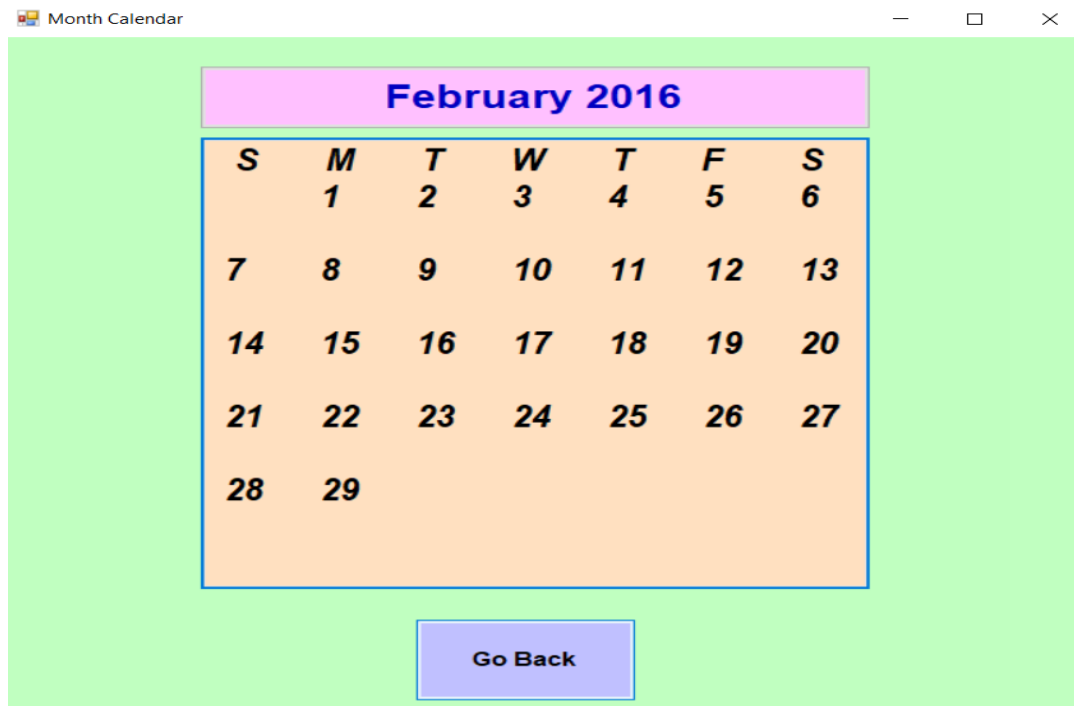 Month Calendar
February 2016
S M T W T F S
1 2 3 4 5 6
7 8 9 10 11 12 13
14 15 16 17 18 19 20
21 22 23 24 25 26 27
28 29
Go Back